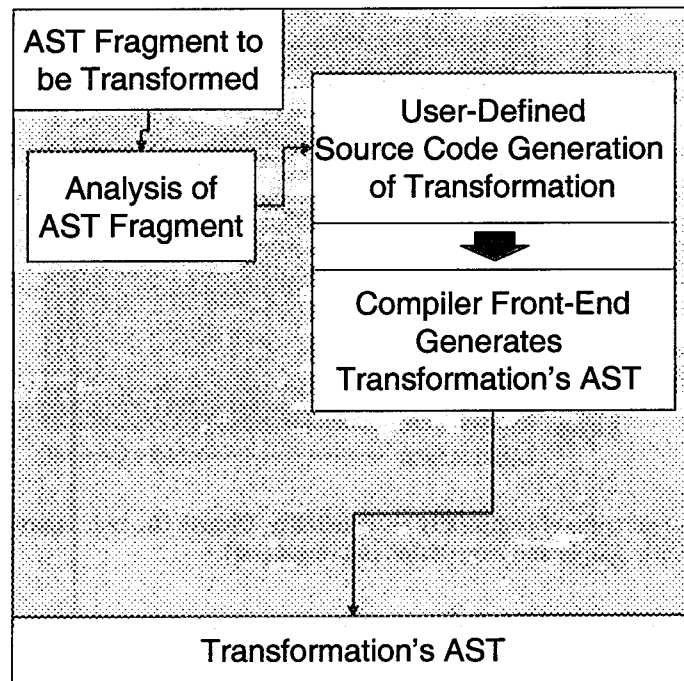 AST Fragment to
be Transformed
Analysis of
AST Fragment
User-Defined
Source Code Generation
of Transformation
Compiler Front-End
Generates
Transformation's AST
Transformation's AST